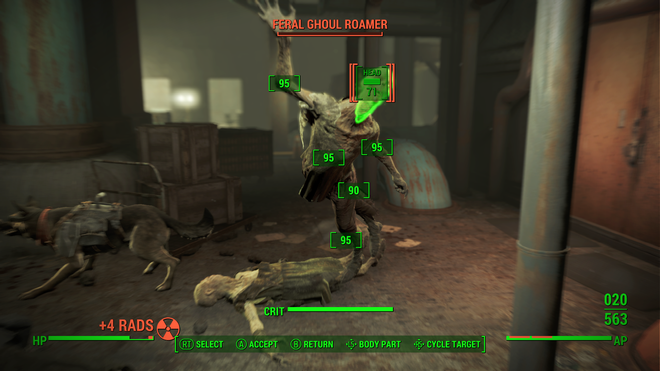 FERAL GHOUL ROAMER
95
HEAD
71
95
95
90
95
CRIT
+4 RADS
020
563
HP
RT SELECT A ACCEPT B RETURN BODY PART CYCLE TARGET
AP